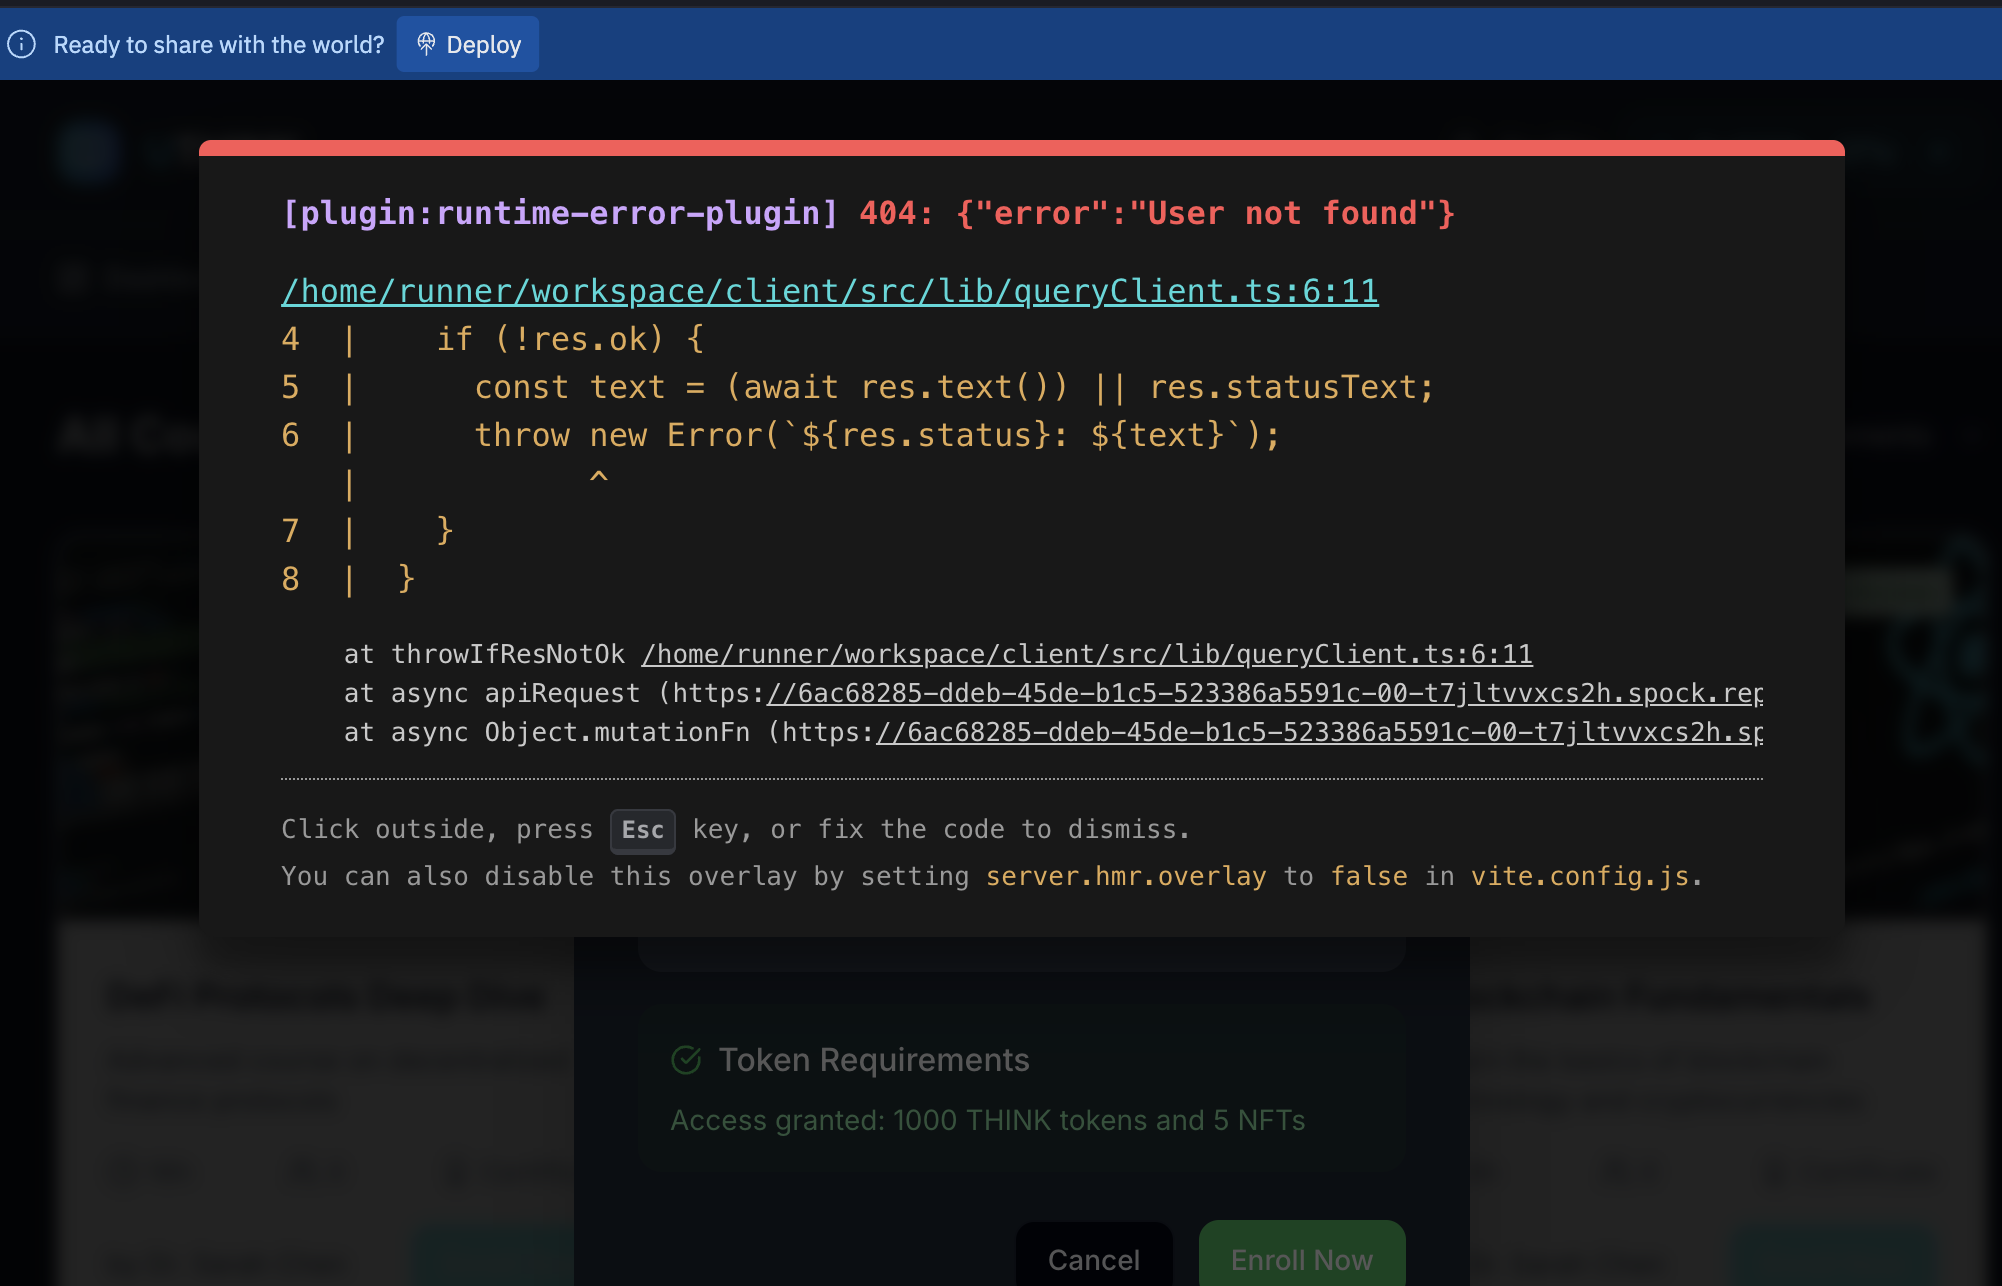 Ready to share with the world? Deploy
[plugin:runtime-error-plugin] 404: {"error":"User not found"}
/home/runner/workspace/client/src/lib/queryClient.ts:6:11
4  |    if (!res.ok) {
5  |      const text = (await res.text()) || res.statusText;
6  |      throw new Error(`${res.status}: ${text}`);
   |            ^
7  |    }
8  |  }
at throwIfResNotOk /home/runner/workspace/client/src/lib/queryClient.ts:6:11
at async apiRequest (https://6ac68285-ddeb-45de-b1c5-523386a5591c-00-t7jltvvxcs2h.spock.rep
at async Object.mutationFn (https://6ac68285-ddeb-45de-b1c5-523386a5591c-00-t7jltvvxcs2h.sp
Click outside, press Esc key, or fix the code to dismiss.
You can also disable this overlay by setting server.hmr.overlay to false in vite.config.js.
DeFi Protocols Deep Dive
Fundamentals
Token Requirements
Access granted: 1000 THINK tokens and 5 NFTs
Cancel
Enroll Now